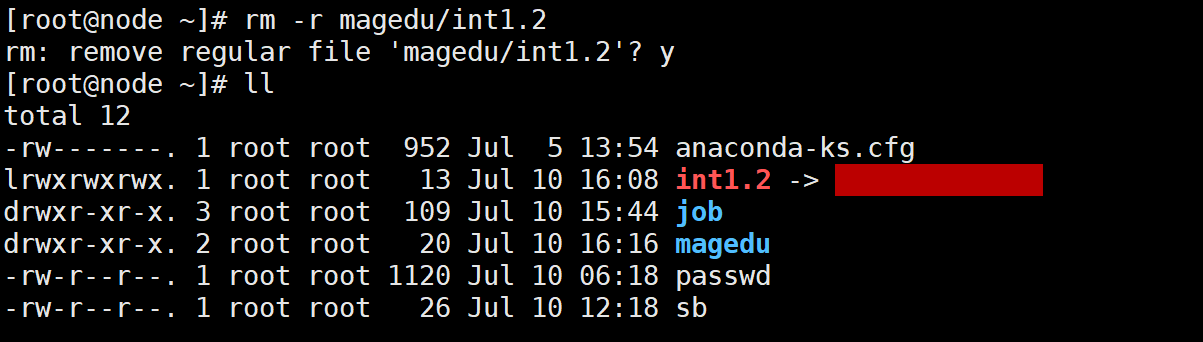 [root@node ~]# rm -r magedu/int1.2
rm: remove regular file 'magedu/int1.2'? y
[root@node ~]# ll
total 12
-rw-------. 1 root root  952 Jul  5 13:54 anaconda-ks.cfg
lrwxrwxrwx. 1 root root   13 Jul 10 16:08 int1.2 ->
drwxr-xr-x. 3 root root  109 Jul 10 15:44 job
drwxr-xr-x. 2 root root   20 Jul 10 16:16 magedu
-rw-r--r--. 1 root root 1120 Jul 10 06:18 passwd
-rw-r--r--. 1 root root   26 Jul 10 12:18 sb